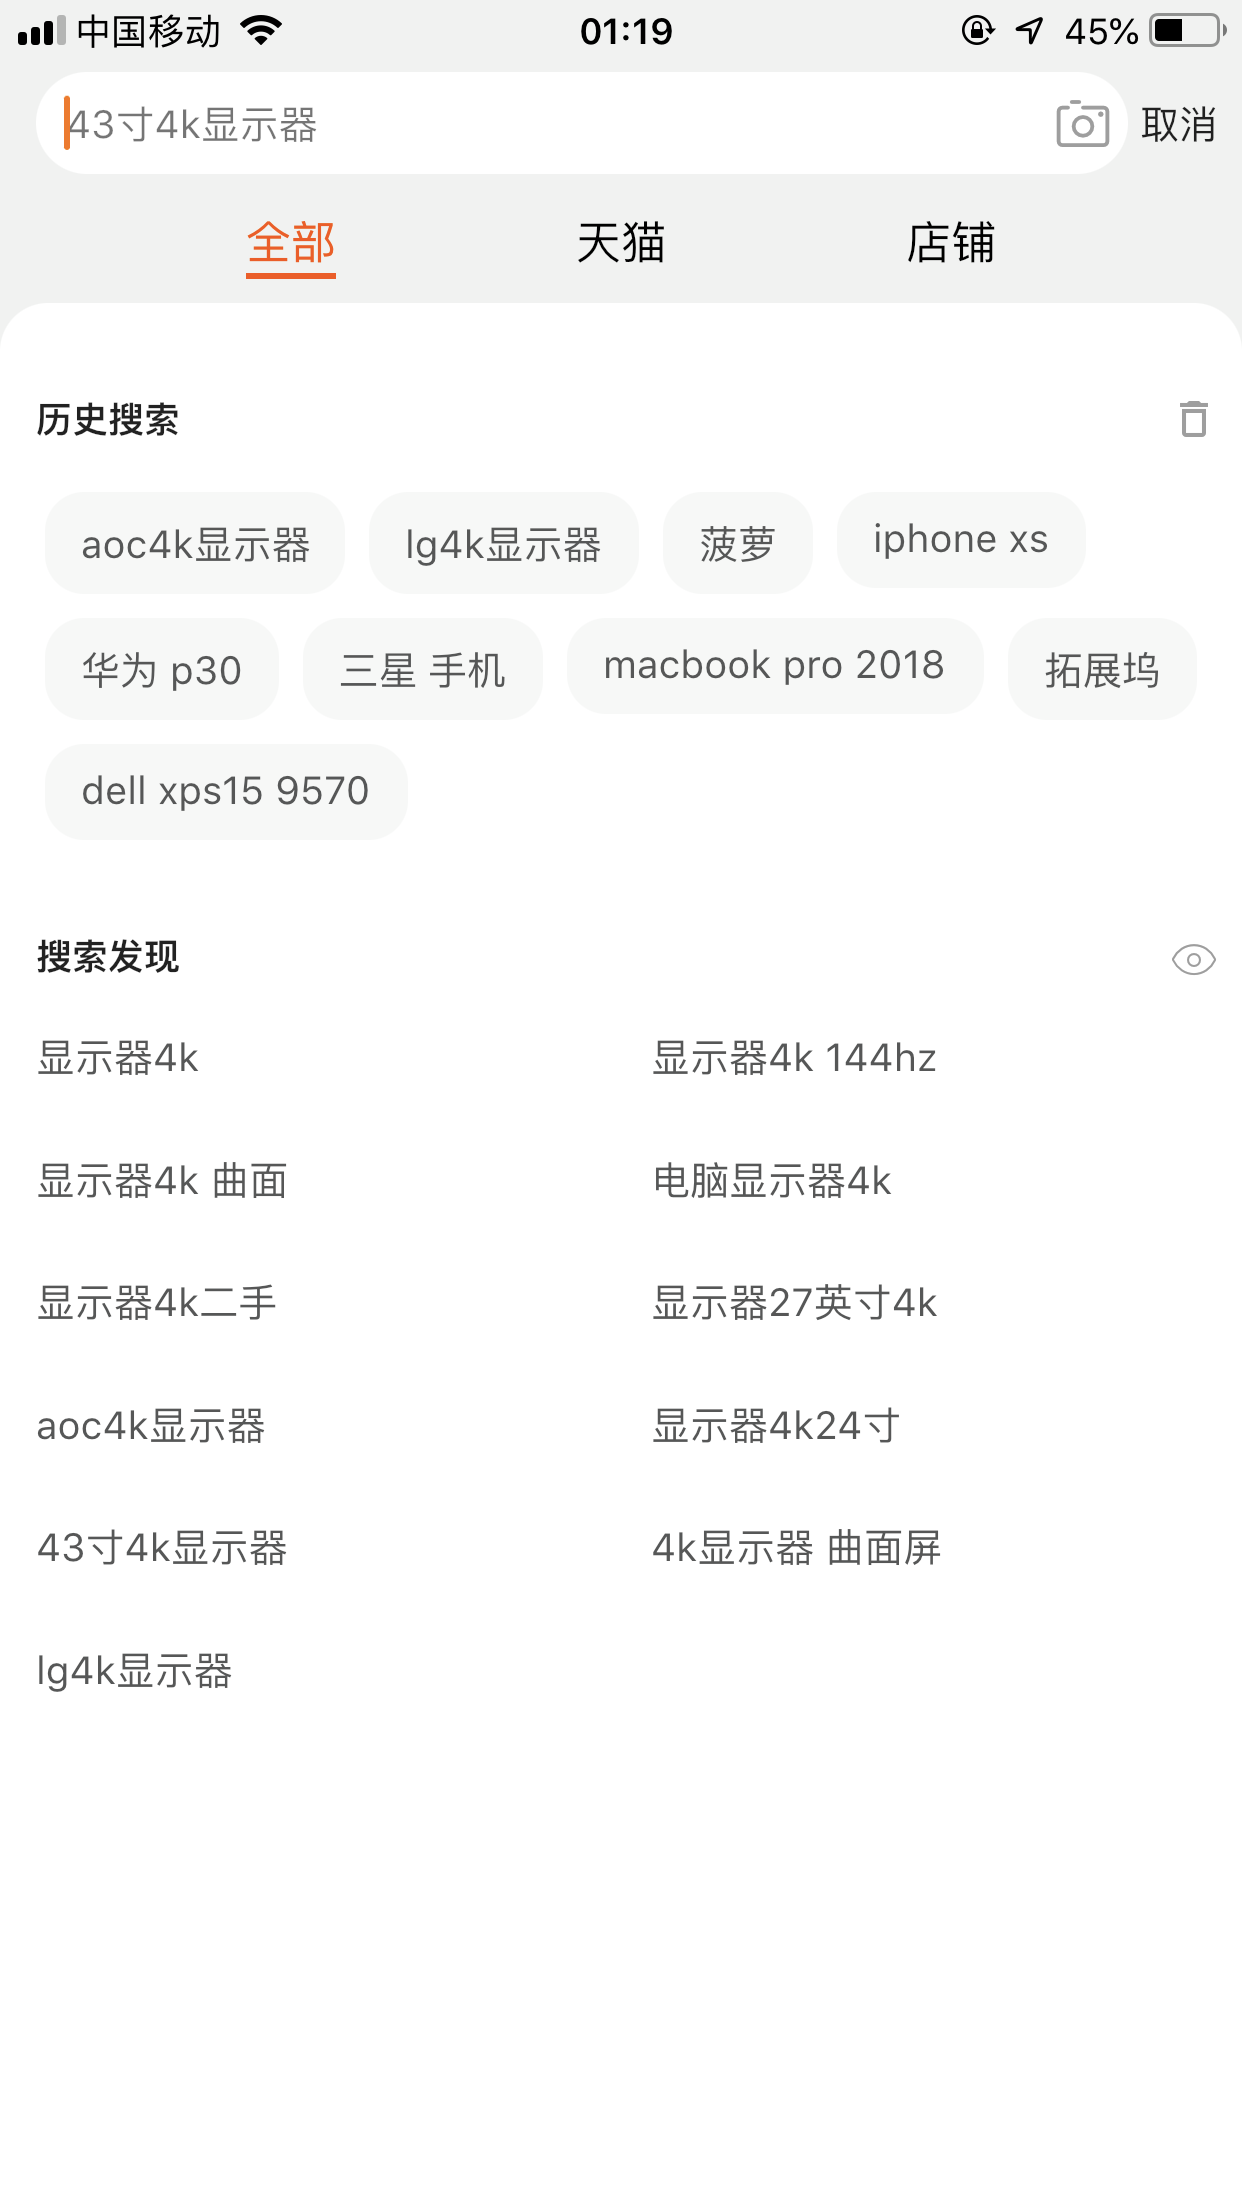 中国移动 01:19 45%
43寸4k显示器 取消
全部 天猫 店铺
历史搜索
aoc4k显示器 lg4k显示器 菠萝 iphone xs
华为 p30 三星 手机 macbook pro 2018 拓展坞
dell xps15 9570
搜索发现
显示器4k 显示器4k 144hz
显示器4k 曲面 电脑显示器4k
显示器4k二手 显示器27英寸4k
aoc4k显示器 显示器4k24寸
43寸4k显示器 4k显示器 曲面屏
lg4k显示器